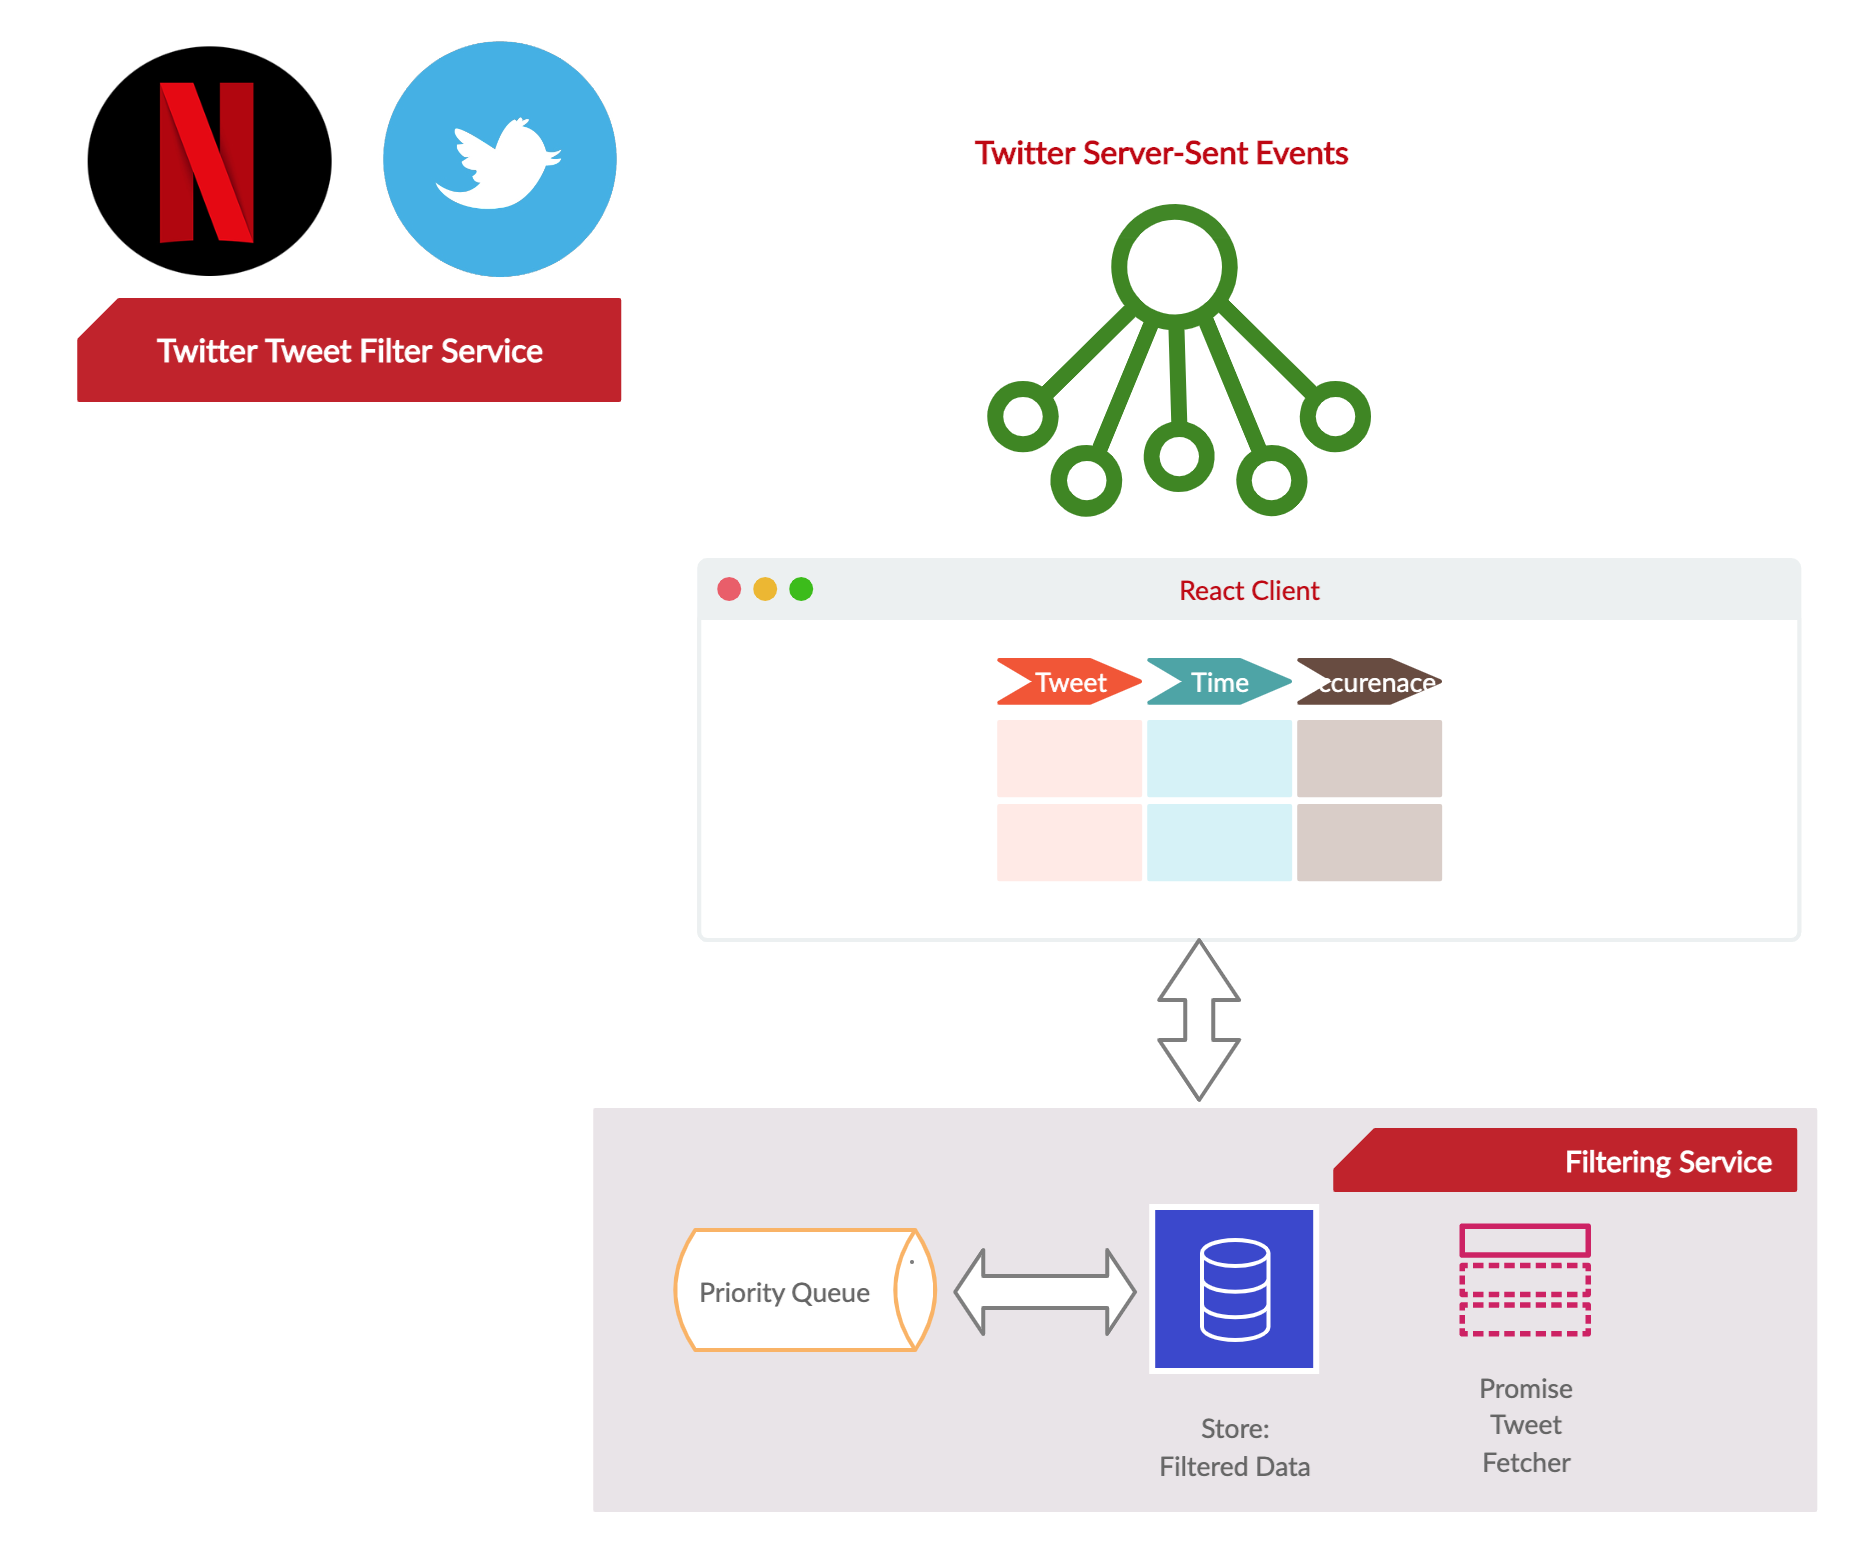 N
Twitter Tweet Filter Service
Twitter Server-Sent Events
React Client
Tweet
Time
ccurenace
Filtering Service
Priority Queue
Store:
Filtered Data
Promise
Tweet
Fetcher